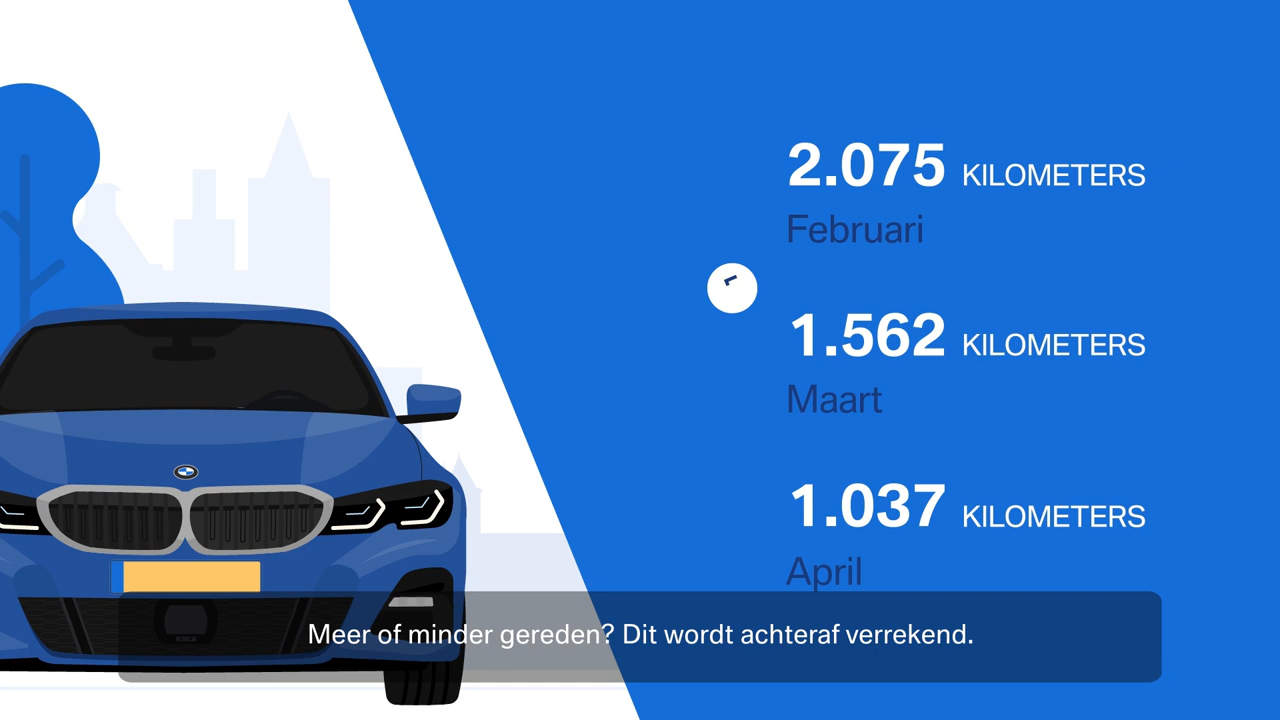 2.075 KILOMETERS
Februari
1.562 KILOMETERS
Maart
1.037 KILOMETERS
April
Meer of minder gereden? Dit wordt achteraf verrekend.